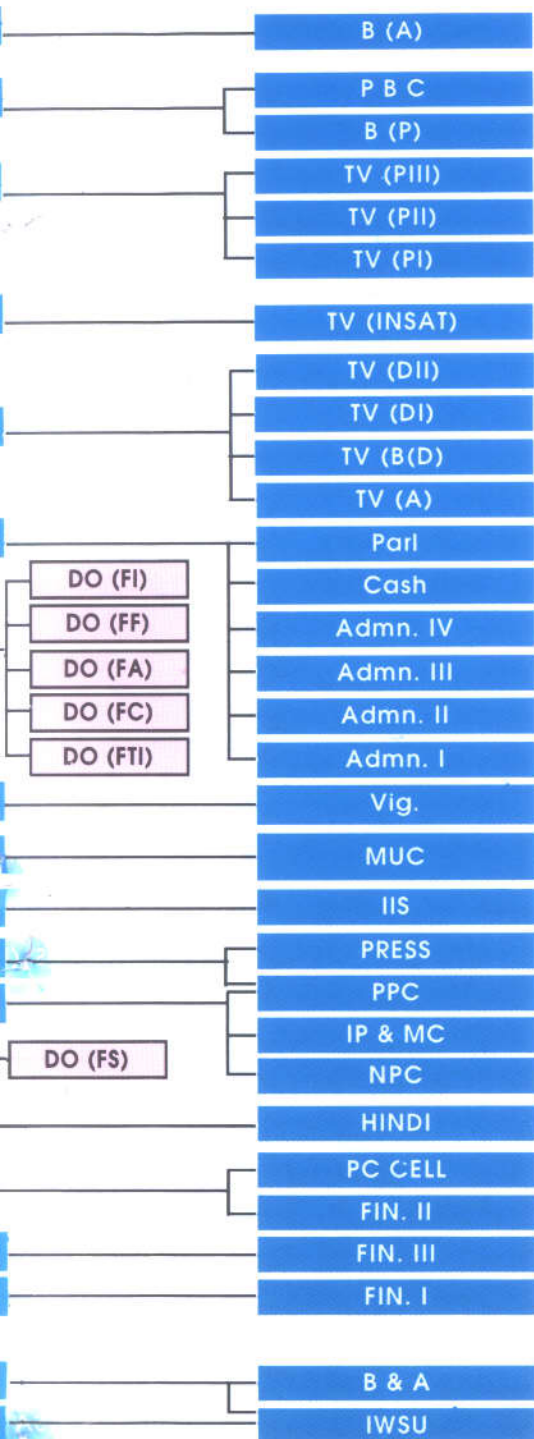 B (A)
P B C
B (P)
TV (PIII)
TV (PII)
TV (PI)
TV (INSAT)
TV (DII)
TV (DI)
TV (B(D)
TV (A)
Parl
DO (FI)
Cash
DO (FF)
Admn. IV
DO (FA)
Admn. III
DO (FC)
Admn. II
DO (FTI)
Admn. I
Vig.
MUC
IIS
PRESS
PPC
IP & MC
DO (FS)
NPC
HINDI
PC CELL
FIN. II
FIN. III
FIN. I
B & A
IWSU